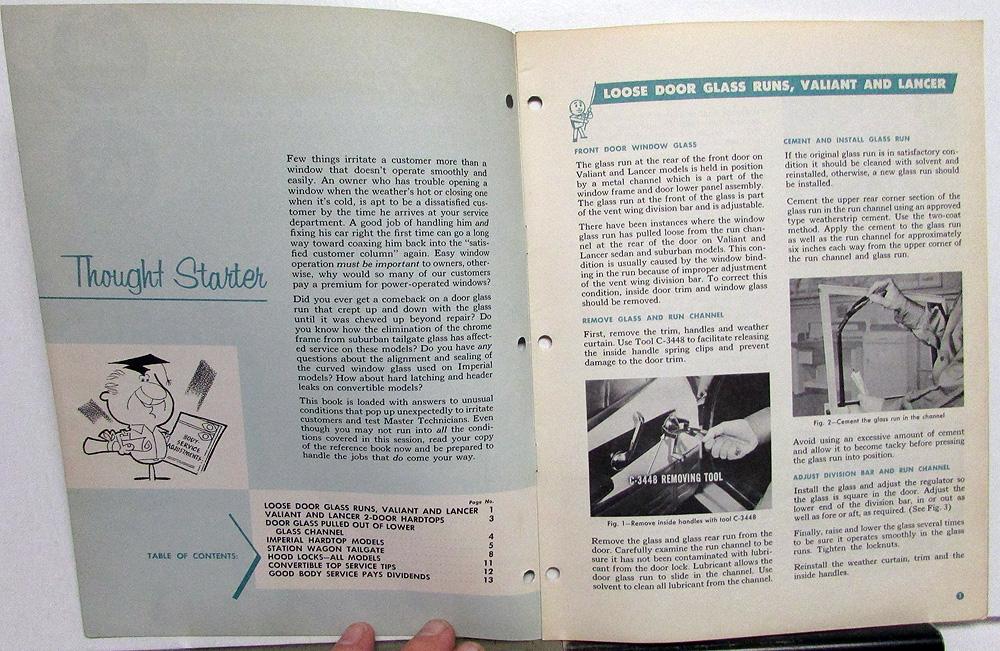 Few things irritate a customer more than a
window that doesn't operate smoothly and
easily. An owner who has trouble opening a
window when the weather's hot or closing one
when it's cold, is apt to be a dissatisfied cus-
tomer by the time he arrives at your service
department. A good job of handling him and
fixing his car right the first time can go a long
way toward coaxing him back into the "satis-
fied customer column" again. Easy window
operation must be important to owners, other-
wise, why would so many of our customers
pay a premium for power-operated windows?
Thought Starter
Did you ever get a comeback on a door glass
run that crept up and down with the glass
until it was chewed up beyond repair? Do
you know how the elimination of the chrome
frame from suburban tailgate glass has affect-
ed service on these models? Do you have any
questions about the alignment and sealing of
the curved window glass used on Imperial
models? How about hard latching and header
leaks on convertible models?
This book is loaded with answers to unusual
conditions that pop up unexpectedly to irritate
customers and test Master Technicians. Even
though you may not run into all the condi-
tions covered in this session, read your copy
of the reference book now and be prepared to
handle the jobs that do come your way.
BODY
SERVICE
ADJUSTMENTS
TABLE OF CONTENTS:
Page No.
LOOSE DOOR GLASS RUNS, VALIANT AND LANCER 1
VALIANT AND LANCER 2-DOOR HARDTOPS 3
DOOR GLASS PULLED OUT OF LOWER
GLASS CHANNEL 4
IMPERIAL HARDTOP MODELS 5
STATION WAGON TAILGATE 8
HOOD LOCKS—ALL MODELS 11
CONVERTIBLE TOP SERVICE TIPS 12
GOOD BODY SERVICE PAYS DIVIDENDS 13
LOOSE DOOR GLASS RUNS, VALIANT AND LANCER
FRONT DOOR WINDOW GLASS
The glass run at the rear of the front door on
Valiant and Lancer models is held in position
by a metal channel which is a part of the
window frame and door lower panel assembly.
The glass run at the front of the glass is part
of the vent wing division bar and is adjustable.
There have been instances where the window
glass run has pulled loose from the run chan-
nel at the rear of the door on Valiant and
Lancer sedan and suburban models. This con-
dition is usually caused by the window bind-
ing in the run because of improper adjustment
of the vent wing division bar. To correct this
condition, inside door trim and window glass
should be removed.
REMOVE GLASS AND RUN CHANNEL
First, remove the trim, handles and weather
curtain. Use Tool C-3448 to facilitate releasing
the inside handle spring clips and prevent
damage to the door trim.
C-3448 REMOVING TOOL
Fig. 1—Remove inside handles with tool C-3448
Remove the glass and glass rear run from the
door. Carefully examine the run channel to be
sure it has not been contaminated with lubri-
cant from the door lock. Lubricant allows the
door glass run to slide in the channel. Use
solvent to clean all lubricant from the channel.
CEMENT AND INSTALL GLASS RUN
If the original glass run is in satisfactory con-
dition it should be cleaned with solvent and
reinstalled, otherwise, a new glass run should
be installed.
Cement the upper rear corner section of the
glass run in the run channel using an approved
type weatherstrip cement. Use the two-coat
method. Apply the cement to the glass run
as well as the run channel for approximately
six inches each way from the upper corner of
the run channel and glass run.
Fig. 2—Cement the glass run in the channel
Avoid using an excessive amount of cement
and allow it to become tacky before pressing
the glass run into position.
ADJUST DIVISION BAR AND RUN CHANNEL
Install the glass and adjust the regulator so
the glass is square in the door. Adjust the
lower end of the division bar, in or out as
well as fore or aft, as required. (See Fig. 3)
Finally, raise and lower the glass several times
to be sure it operates smoothly in the glass
runs. Tighten the locknuts.
Reinstall the weather curtain, trim and the
inside handles.
1